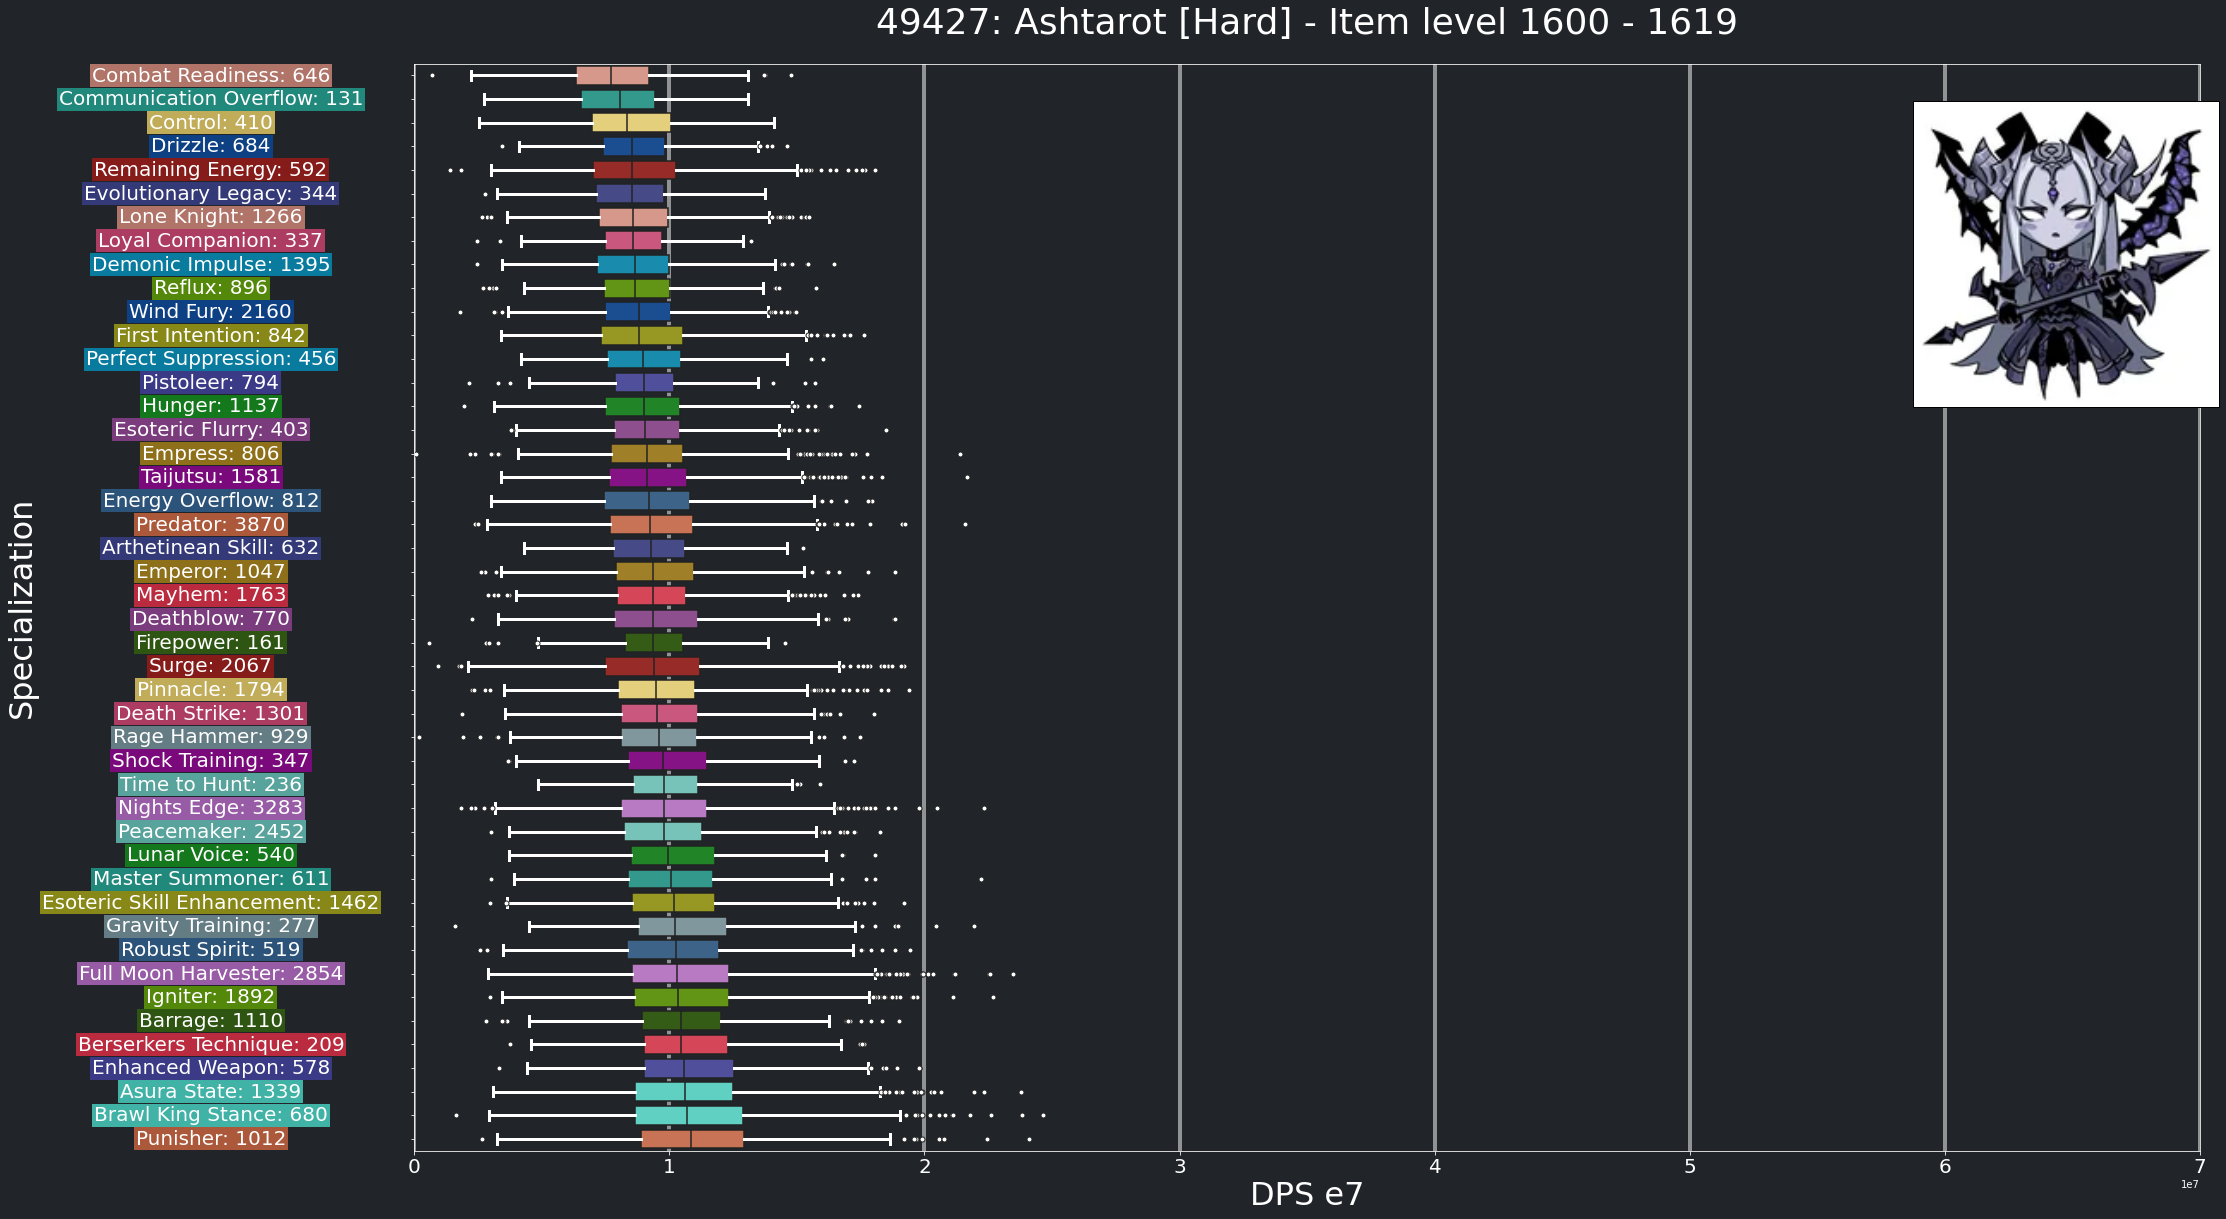 49427: Ashtarot [Hard] - Item level 1600 - 1619
Combat Readiness: 646
Communication Overflow: 131
Control: 410
Drizzle: 684
Remaining Energy: 592
Evolutionary Legacy: 344
Lone Knight: 1266
Loyal Companion: 337
Demonic Impulse: 1395
Reflux: 896
Wind Fury: 2160
First Intention: 842
Perfect Suppression: 456
Pistoleer: 794
Hunger: 1137
Esoteric Flurry: 403
Empress: 806
Taijutsu: 1581
Energy Overflow: 812
Predator: 3870
Arthetinean Skill: 632
Emperor: 1047
Mayhem: 1763
Deathblow: 770
Firepower: 161
Surge: 2067
Pinnacle: 1794
Death Strike: 1301
Rage Hammer: 929
Shock Training: 347
Time to Hunt: 236
Nights Edge: 3283
Peacemaker: 2452
Lunar Voice: 540
Master Summoner: 611
Esoteric Skill Enhancement: 1462
Gravity Training: 277
Robust Spirit: 519
Full Moon Harvester: 2854
Igniter: 1892
Barrage: 1110
Berserkers Technique: 209
Enhanced Weapon: 578
Asura State: 1339
Brawl King Stance: 680
Punisher: 1012
Specialization
0 1 2 3 4 5 6 7
1e7
DPS e7